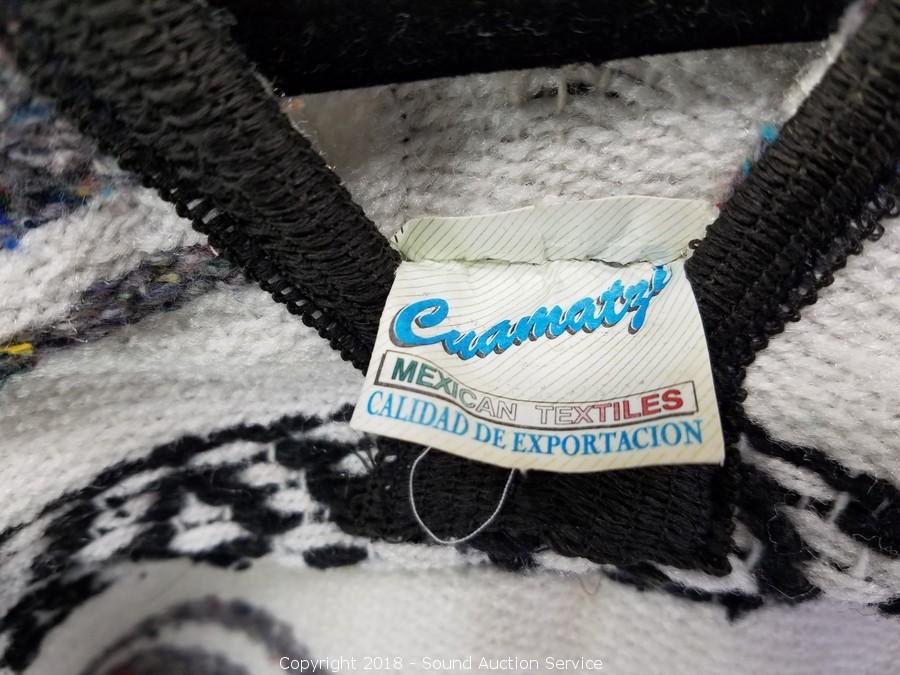 Cuamatzi
MEXICAN TEXTILES
CALIDAD DE EXPORTACION
Copyright 2018 - Sound Auction Service